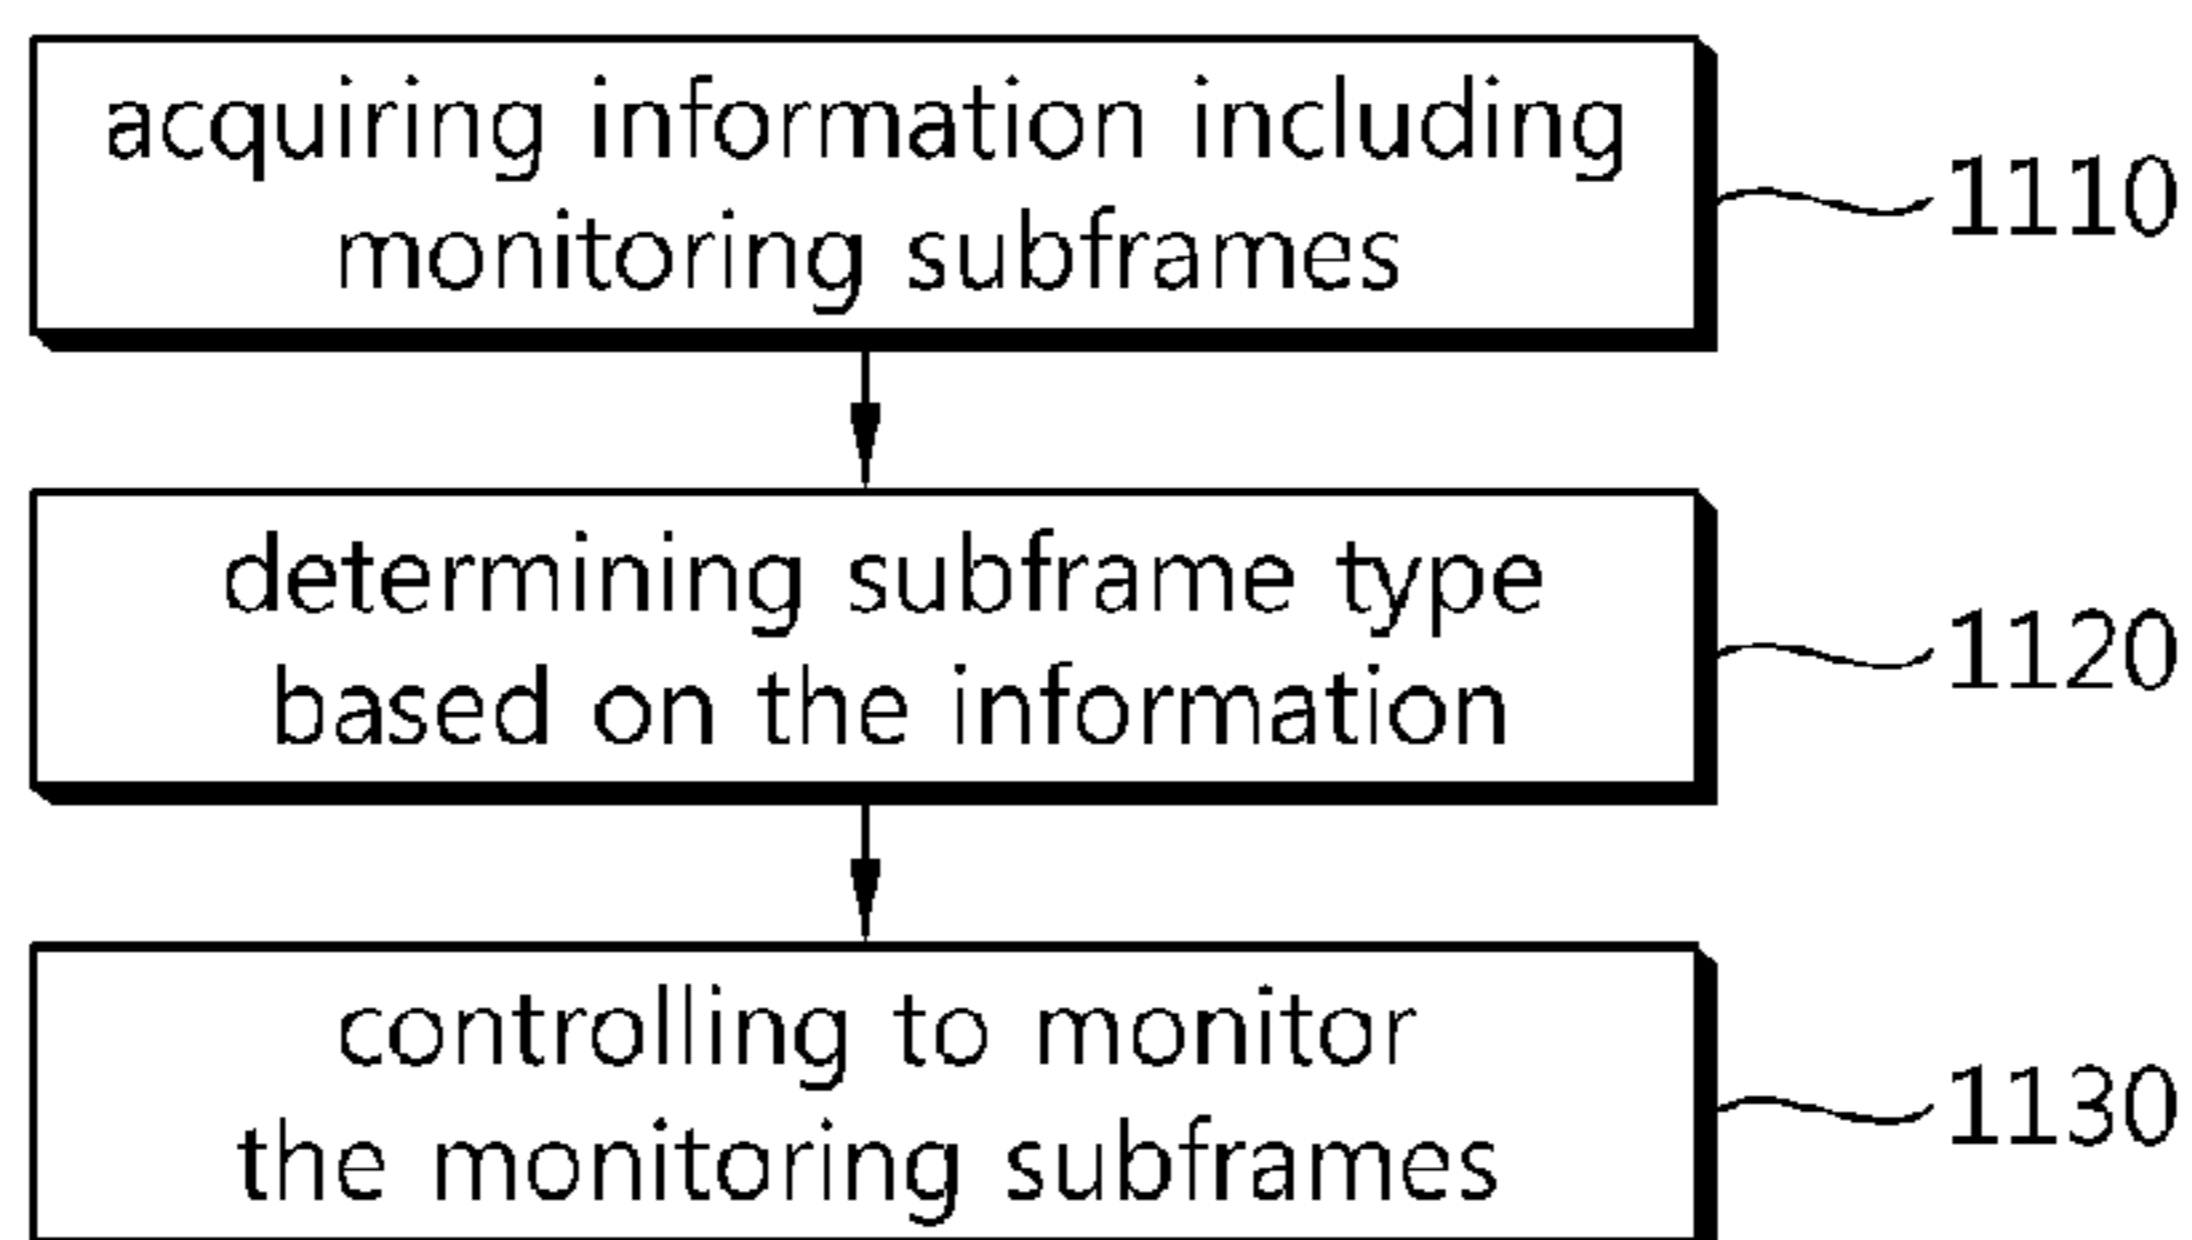 acquiring information including
monitoring subframes
1110
determining subframe type
based on the information
1120
controlling to monitor
the monitoring subframes
1130